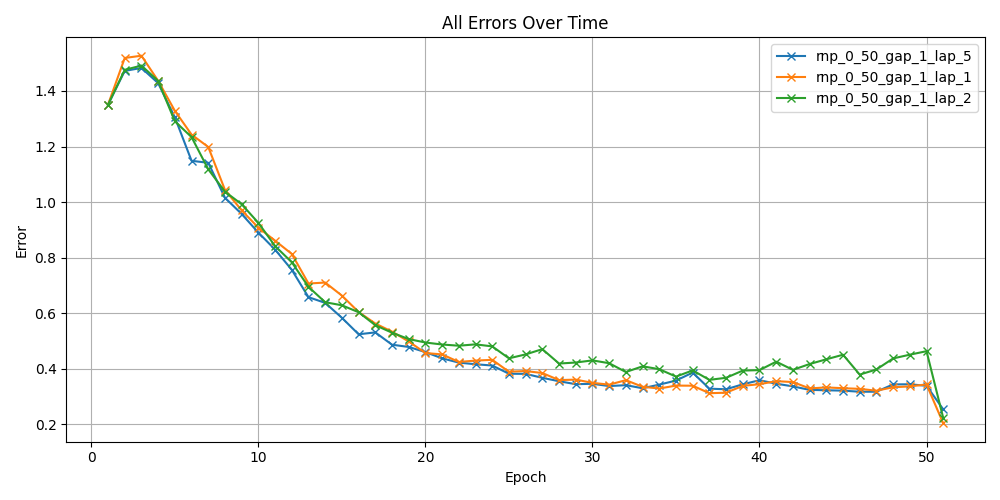 All Errors Over Time
rnp_0_50_gap_1_lap_5
rnp_0_50_gap_1_lap_1
rnp_0_50_gap_1_lap_2
Error
1.4
1.2
1.0
0.8
0.6
0.4
0.2
0 10 20 30 40 50
Epoch